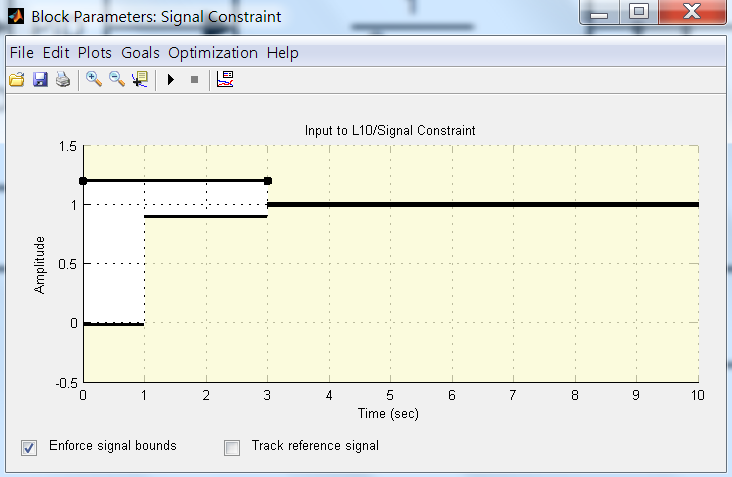 Block Parameters: Signal Constraint
File Edit Plots Goals Optimization Help
Input to L10/Signal Constraint
1.5
1
0.5
0
-0.5
Amplitude
0 1 2 3 4 5 6 7 8 9 10
Time (sec)
Enforce signal bounds Track reference signal